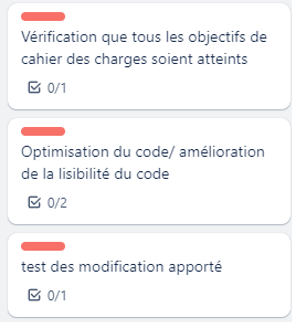 Vérification que tous les objectifs de
cahier des charges soient atteints
0/1
Optimisation du code/ amélioration
de la lisibilité du code
0/2
test des modification apporté
0/1